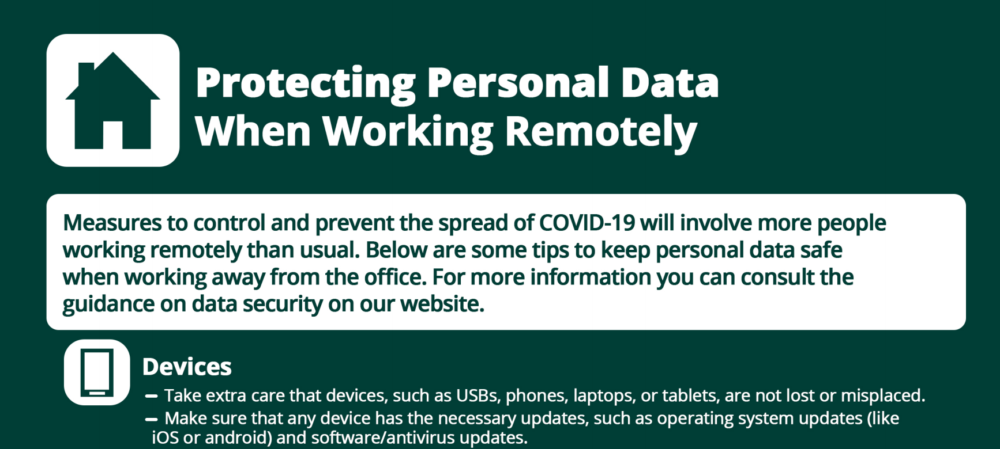 Protecting Personal Data
When Working Remotely
Measures to control and prevent the spread of COVID-19 will involve more people
working remotely than usual. Below are some tips to keep personal data safe
when working away from the office. For more information you can consult the
guidance on data security on our website.
Devices
– Take extra care that devices, such as USBs, phones, laptops, or tablets, are not lost or misplaced.
– Make sure that any device has the necessary updates, such as operating system updates (like
iOS or android) and software/antivirus updates.